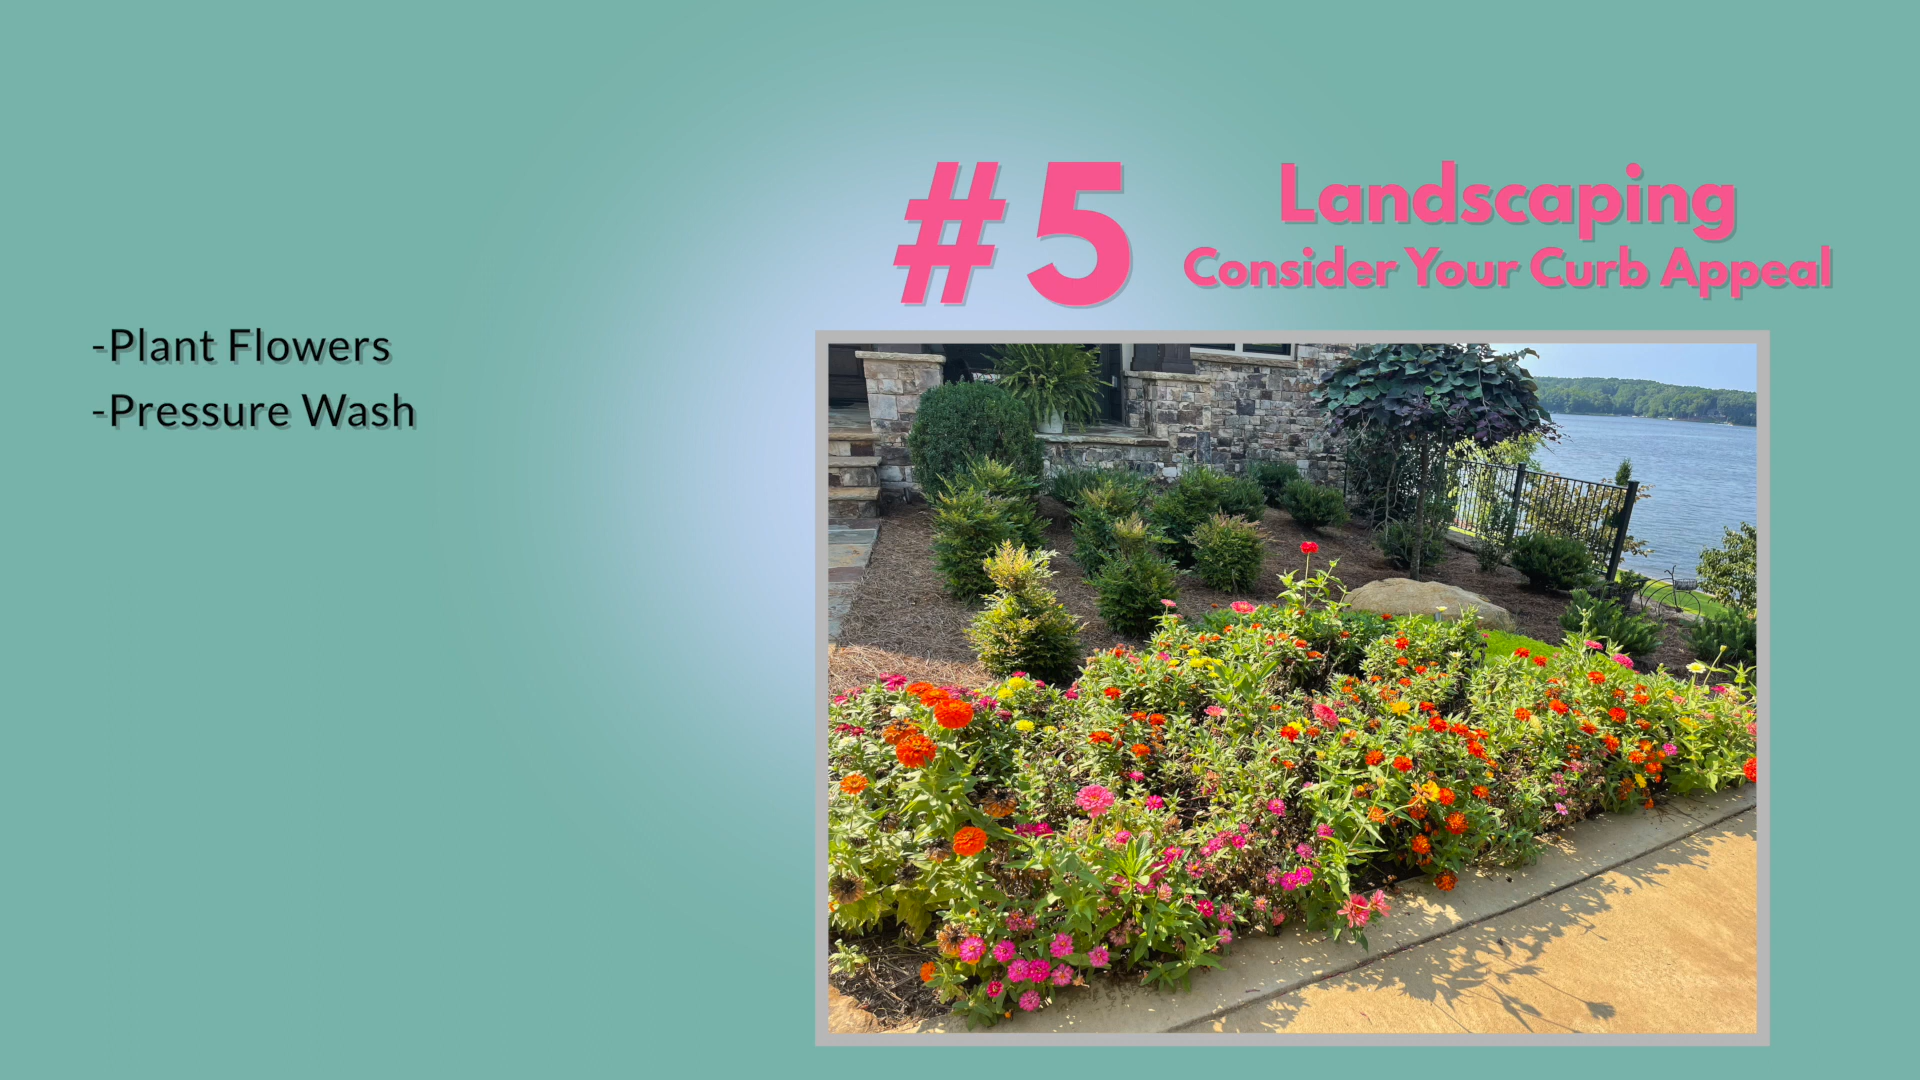 #5
Landscaping
Consider Your Curb Appeal
-Plant Flowers
-Pressure Wash